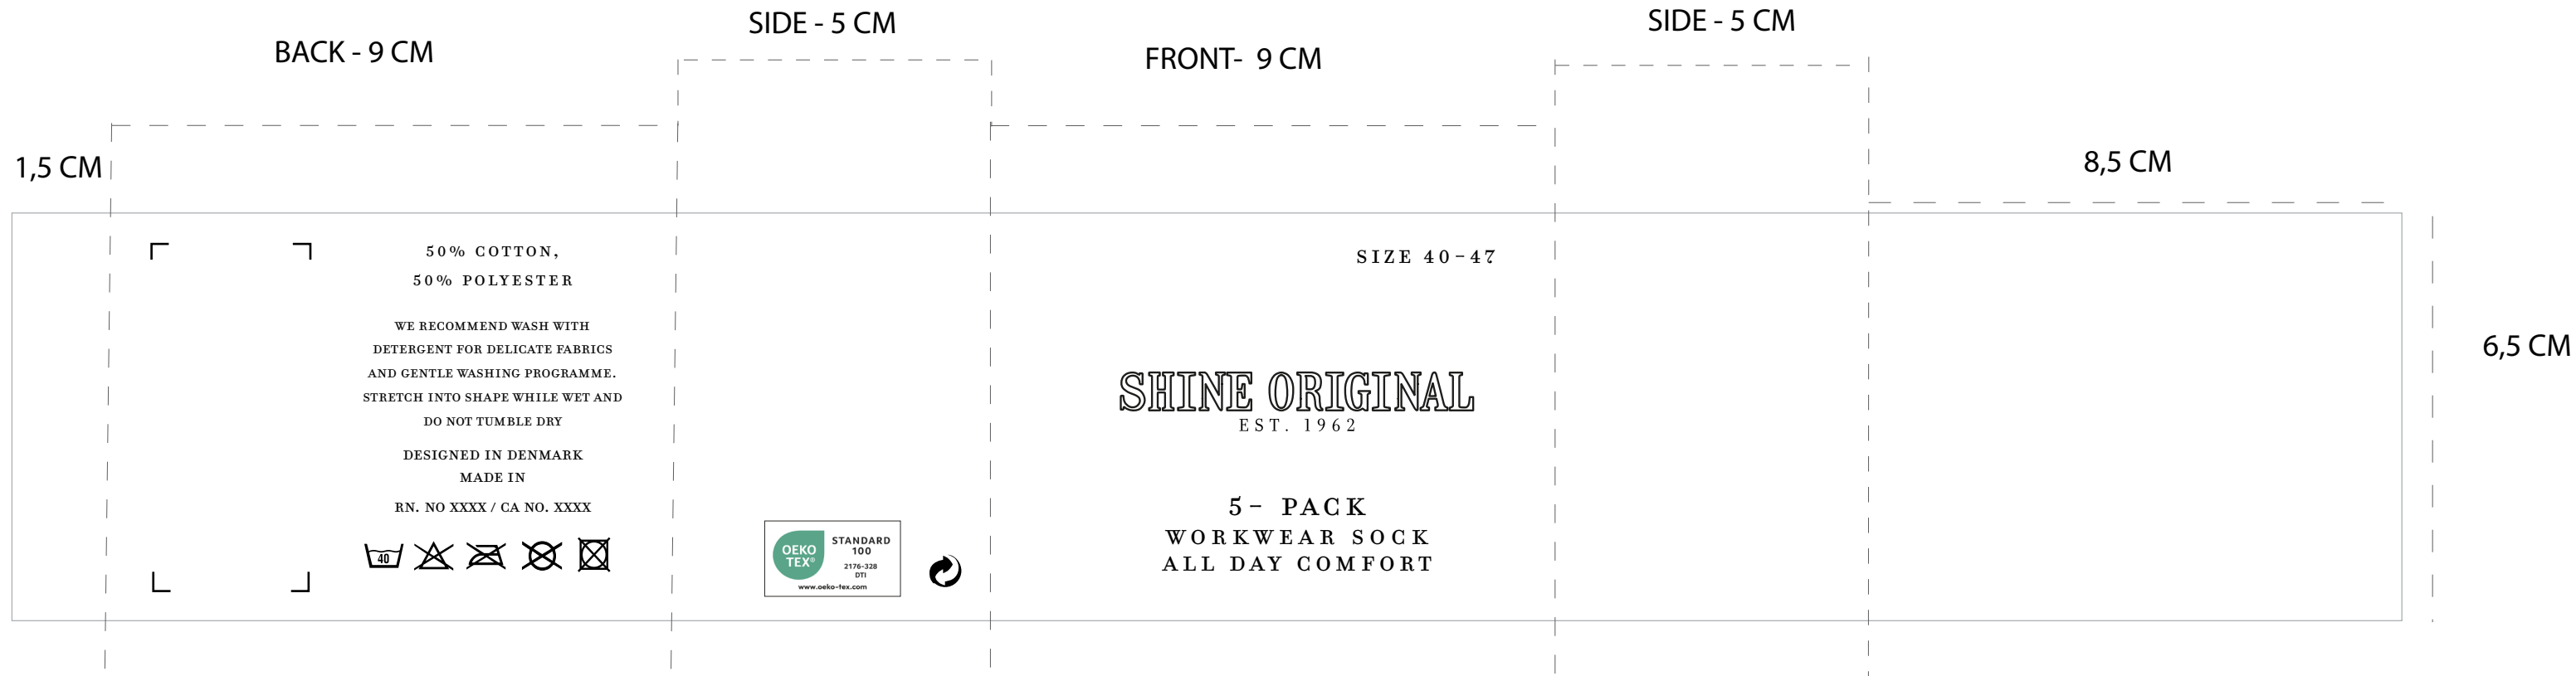 SIDE - 5 CM
SIDE - 5 CM
BACK - 9 CM
FRONT- 9 CM
1,5 CM
8,5 CM
6,5 CM
50% COTTON,
50% POLYESTER
WE RECOMMEND WASH WITH
DETERGENT FOR DELICATE FABRICS
AND GENTLE WASHING PROGRAMME.
STRETCH INTO SHAPE WHILE WET AND
DO NOT TUMBLE DRY
DESIGNED IN DENMARK
MADE IN
RN. NO XXXX / CA NO. XXXX
40
OEKO
TEX®
STANDARD
100
2176-328
DTI
www.oeko-tex.com
SIZE 40-47
SHINE ORIGINAL
EST. 1962
5- PACK
WORKWEAR SOCK
ALL DAY COMFORT